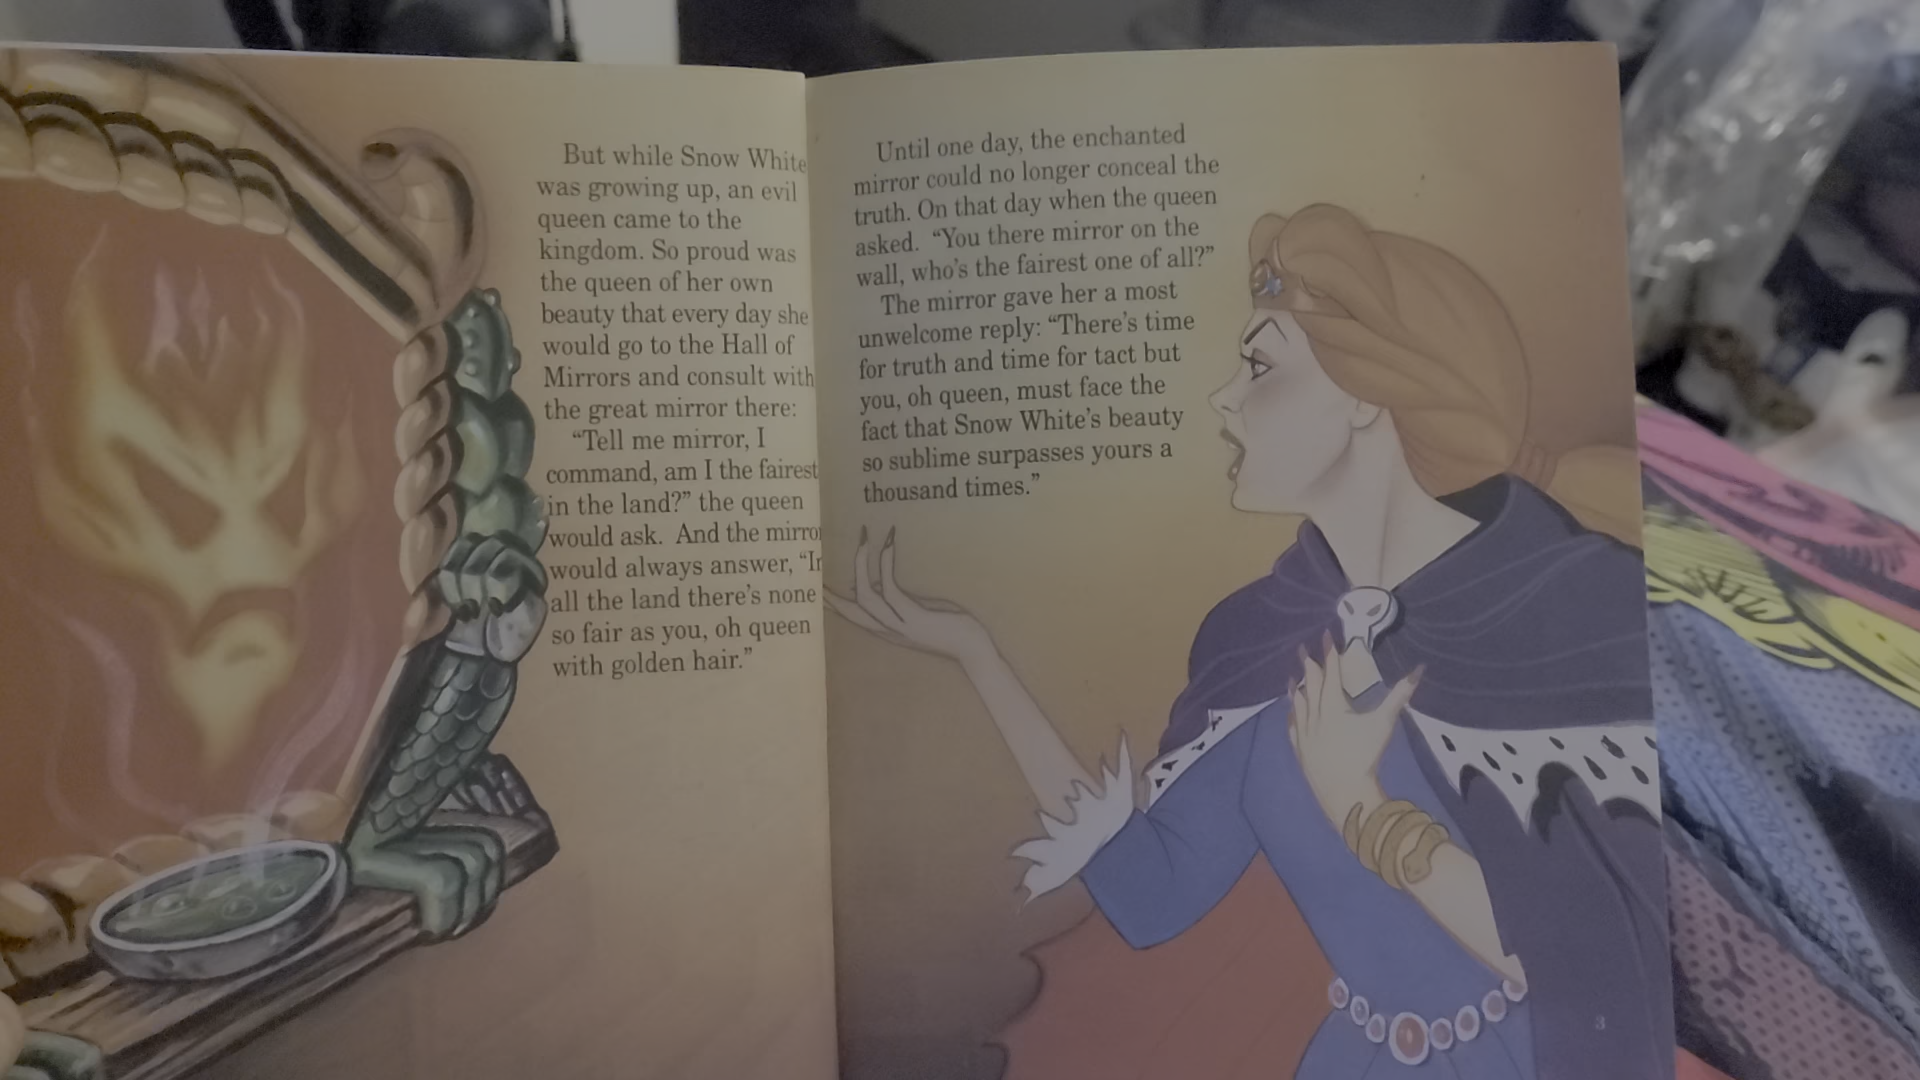 But while Snow White
was growing up, an evil
queen came to the
kingdom. So proud was
the queen of her own
beauty that every day she
would go to the Hall of
Mirrors and consult with
the great mirror there:
“Tell me mirror, I
command, am I the fairest
in the land?” the queen
would ask. And the mirro
would always answer, “In
all the land there’s none
so fair as you, oh queen
with golden hair.”
Until one day, the enchanted
mirror could no longer conceal the
truth. On that day when the queen
asked. “You there mirror on the
wall, who’s the fairest one of all?”
The mirror gave her a most
unwelcome reply: “There’s time
for truth and time for tact but
you, oh queen, must face the
fact that Snow White’s beauty
so sublime surpasses yours a
thousand times.”
3